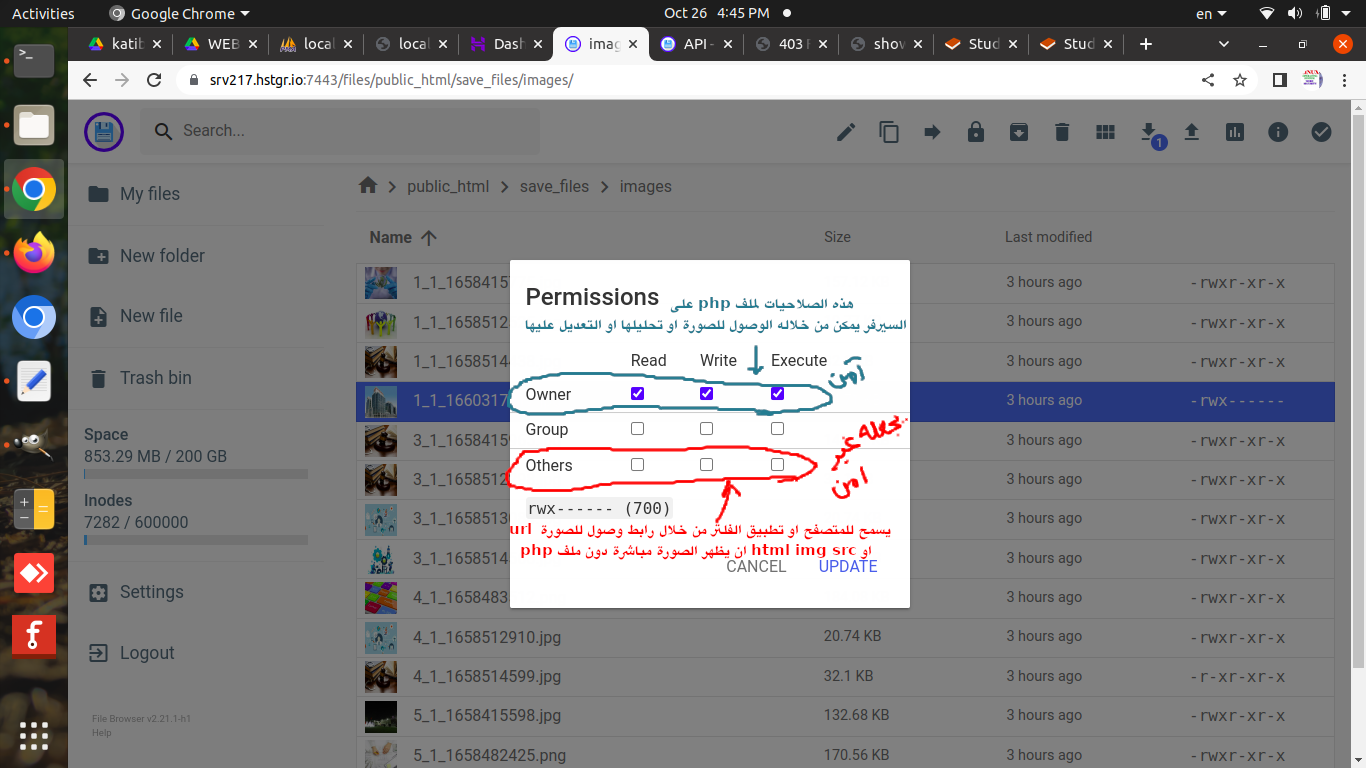 Activities
Google Chrome
Oct 26 4:45 PM
en
katib
WEB
local
local
Dash
imag
API -
403 F
show
Stud
Stud
srv217.hstgr.io:7443/files/public_html/save_files/images/
Search...
1
My files
New folder
New file
Trash bin
Space
853.29 MB / 200 GB
Inodes
7282 / 600000
Settings
Logout
File Browser v2.21.1-h1
Help
public_html
save_files
images
Name
Size
Last modified
1_1_1658415
3 hours ago
-rwxr-xr-x
1_1_1658512
3 hours ago
-rwxr-xr-x
1_1_1658514
3 hours ago
-rwxr-xr-x
1_1_1660317
3 hours ago
-rwx------
3_1_1658415
3 hours ago
-rwxr-xr-x
3_1_1658512
3 hours ago
-rwxr-xr-x
3_1_165851
3 hours ago
-rwxr-xr-x
3_1_165851
3 hours ago
-rwxr-xr-x
4_1_165848
3 hours ago
-rwxr-xr-x
4_1_1658512910.jpg
20.74 KB
3 hours ago
-rwxr-xr-x
4_1_1658514599.jpg
32.1 KB
3 hours ago
-r-xr-xr-x
5_1_1658415598.jpg
132.68 KB
3 hours ago
-rwxr-xr-x
5_1_1658482425.png
170.56 KB
3 hours ago
-rwxr-xr-x
Permissions
هذه الصلاحيات لملف php على
السيرفر يمكن من خلاله الوصول للصورة او تحليلها او التعديل عليها
Read Write Execute
آمن
Owner
Group
تجعله غير
آمن
Others
rwx------ (700)
يسمح للمتصفح او تطبيق الفلتر من خلال رابط وصول للصورة url
او html img src ان يظهر الصورة مباشرة دون ملف php
CANCEL
UPDATE